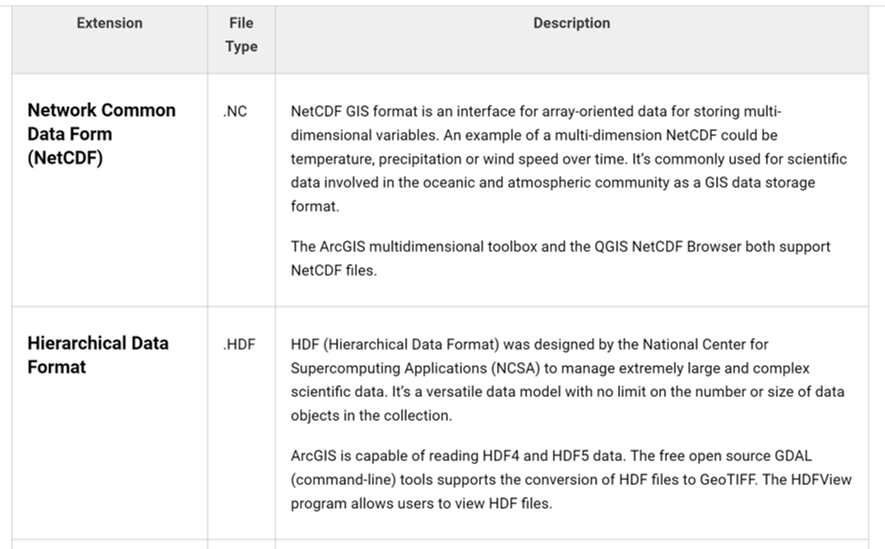 Extension
File
Type
Description
Network Common
Data Form
(NetCDF)
.NC
NetCDF GIS format is an interface for array-oriented data for storing multi-
dimensional variables. An example of a multi-dimension NetCDF could be
temperature, precipitation or wind speed over time. It’s commonly used for scientific
data involved in the oceanic and atmospheric community as a GIS data storage
format.
The ArcGIS multidimensional toolbox and the QGIS NetCDF Browser both support
NetCDF files.
Hierarchical Data
Format
.HDF
HDF (Hierarchical Data Format) was designed by the National Center for
Supercomputing Applications (NCSA) to manage extremely large and complex
scientific data. It’s a versatile data model with no limit on the number or size of data
objects in the collection.
ArcGIS is capable of reading HDF4 and HDF5 data. The free open source GDAL
(command-line) tools supports the conversion of HDF files to GeoTIFF. The HDFView
program allows users to view HDF files.